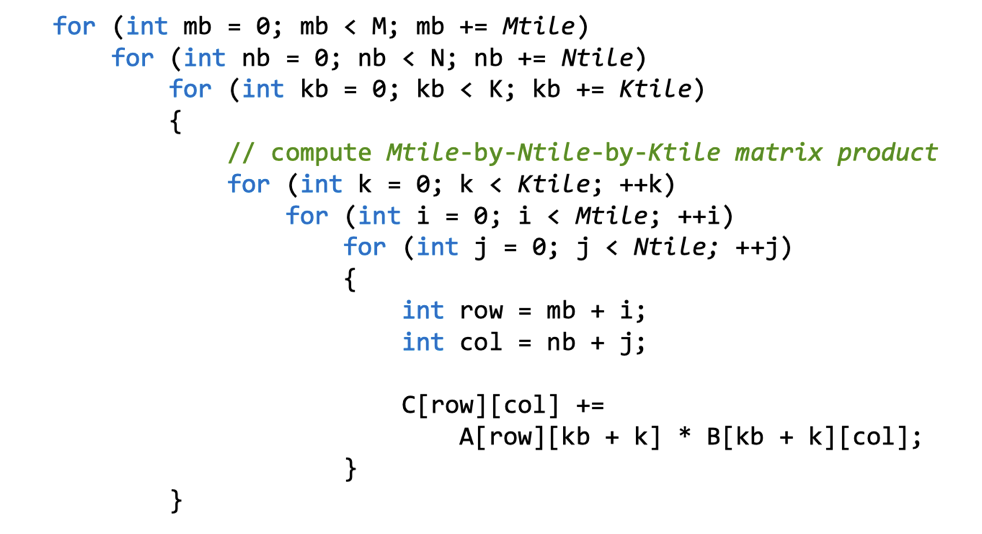 for (int mb = 0; mb < M; mb += Mtile)
for (int nb = 0; nb < N; nb += Ntile)
for (int kb = 0; kb < K; kb += Ktile)
{
// compute Mtile-by-Ntile-by-Ktile matrix product
for (int k = 0; k < Ktile; ++k)
for (int i = 0; i < Mtile; ++i)
for (int j = 0; j < Ntile; ++j)
{
int row = mb + i;
int col = nb + j;
C[row][col] +=
A[row][kb + k] * B[kb + k][col];
}
}